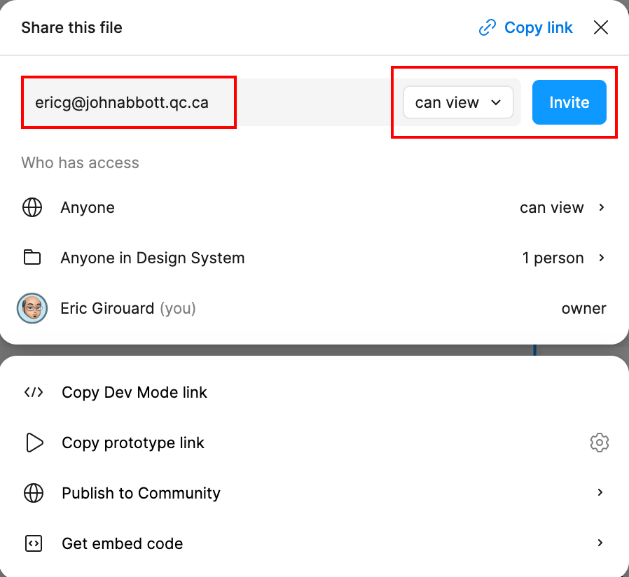 Share this file Copy link
ericg@johnabbott.qc.ca can view Invite
Who has access
Anyone can view
Anyone in Design System 1 person
Eric Girouard (you) owner
Copy Dev Mode link
Copy prototype link
Publish to Community
Get embed code